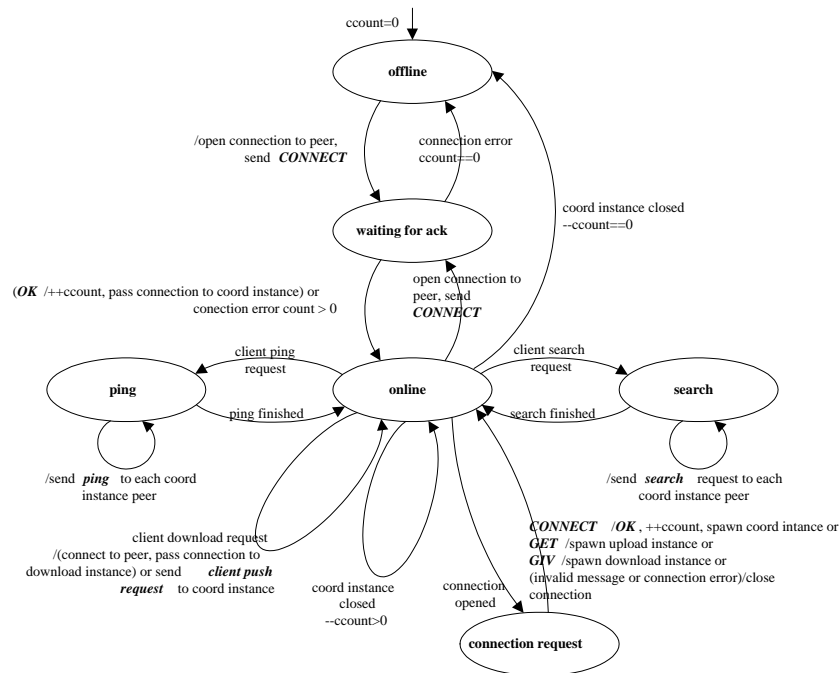 ccount=0
offline
/open connection to peer,
send CONNECT
connection error
ccount==0
coord instance closed
--ccount==0
waiting for ack
(OK /++ccount, pass connection to coord instance) or
conection error count > 0
open connection to
peer, send
CONNECT
client ping
request
client search
request
ping
online
search
ping finished
search finished
/send ping to each coord
instance peer
/send search request to each
coord instance peer
client download request
/(connect to peer, pass connection to
download instance) or send client push
request to coord instance
coord instance
closed
--ccount>0
connection
opened
CONNECT /OK , ++ccount, spawn coord intance or
GET /spawn upload instance or
GIV /spawn download instance or
(invalid message or connection error)/close
connection
connection request